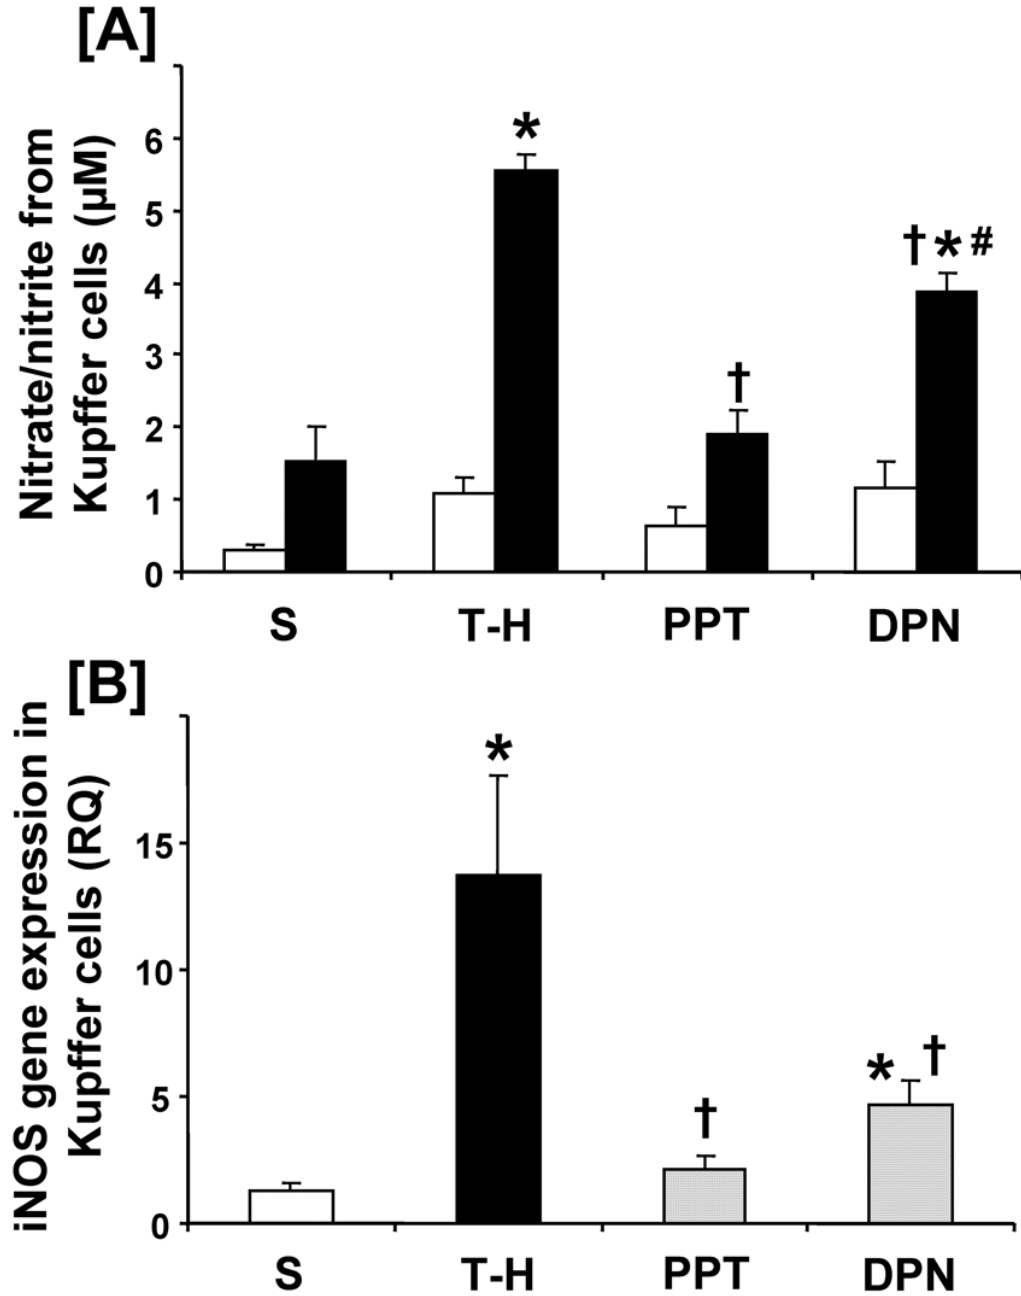 [A]
Nitrate/nitrite from
Kupffer cells (µM)
6
5
4
3
2
1
0
*
†
† * #
S T-H PPT DPN
[B]
iNOS gene expression in
Kupffer cells (RQ)
15
10
5
0
*
†
* †
S T-H PPT DPN